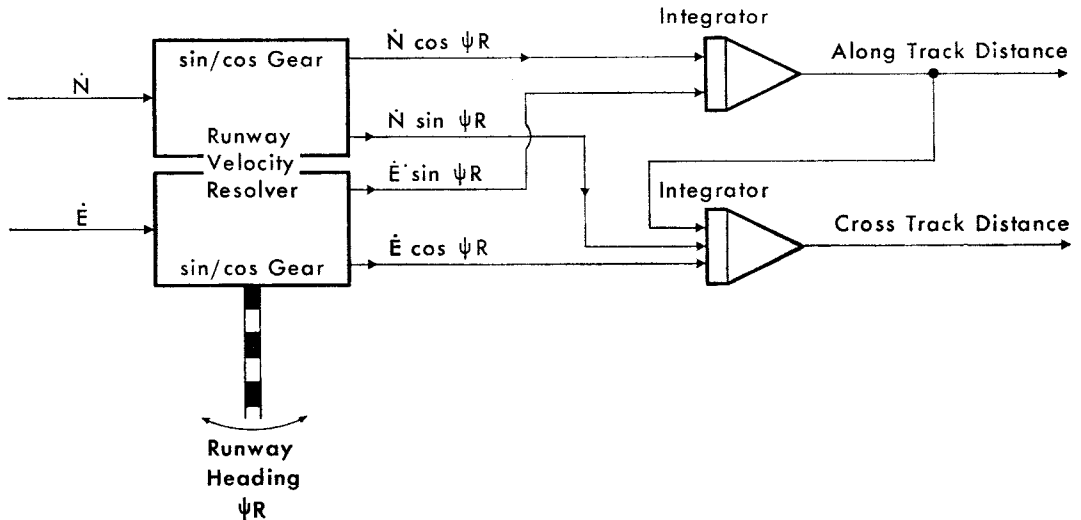 Integrator
sin/cos Gear
Ṅ cos ψR
Along Track Distance
Ṅ
Runway
Velocity
Resolver
Ṅ sin ψR
Ė sin ψR
Integrator
Ė
Ė cos ψR
Cross Track Distance
sin/cos Gear
Runway
Heading
ψR